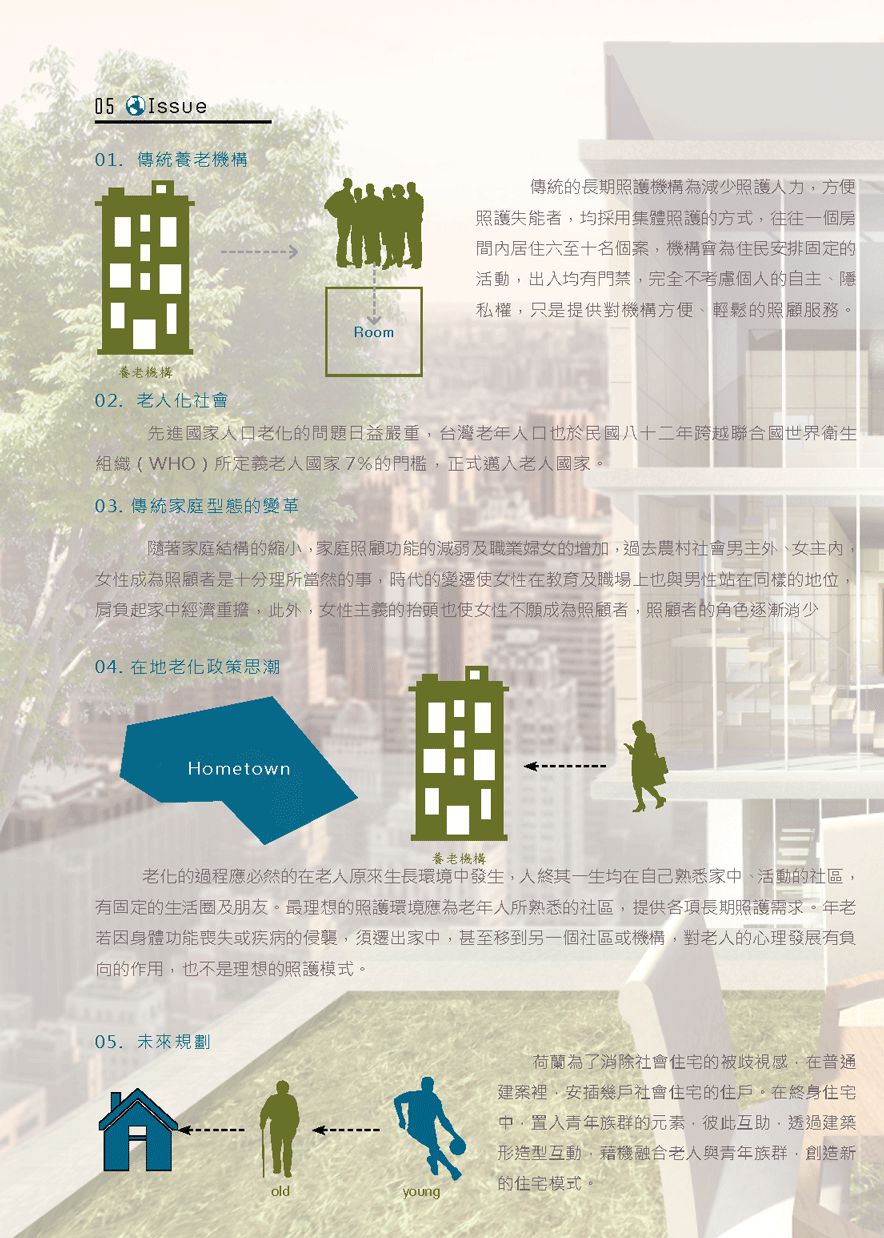 05 Issue
01. 傳統養老機構
傳統的長期照護機構為減少照護人力，方便
照護失能者，均採用集體照護的方式，往往一個房
間內居住六至十名個案，機構會為住民安排固定的
活動，出入均有門禁，完全不考慮個人的自主、隱
私權，只是提供對機構方便、輕鬆的照顧服務。
Room
養老機構
02. 老人化社會
先進國家人口老化的問題日益嚴重，台灣老年人口也於民國八十二年跨越聯合國世界衛生
組織（WHO）所定義老人國家 7%的門檻，正式邁入老人國家。
03. 傳統家庭型態的變革
隨著家庭結構的縮小，家庭照顧功能的減弱及職業婦女的增加，過去農村社會男主外、女主內，
女性成為照顧者是十分理所當然的事，時代的變遷使女性在教育及職場上也與男性站在同樣的地位，
肩負起家中經濟重擔，此外，女性主義的抬頭也使女性不願成為照顧者，照顧者的角色逐漸消少
04. 在地老化政策思潮
Hometown
養老機構
老化的過程應必然的在老人原來生長環境中發生，人終其一生均在自己熟悉家中、活動的社區，
有固定的生活圈及朋友。最理想的照護環境應為老年人所熟悉的社區，提供各項長期照護需求。年老
若因身體功能喪失或疾病的侵襲，須遷出家中，甚至移到另一個社區或機構，對老人的心理發展有負
向的作用，也不是理想的照護模式。
05. 未來規劃
荷蘭為了消除社會住宅的被歧視感．在普通
建案裡．安插幾戶社會住宅的住戶。在終身住宅
中．置入青年族群的元素．彼此互助．透過建築
形造型互動．藉機融合老人與青年族群．創造新
的住宅模式。
old
young